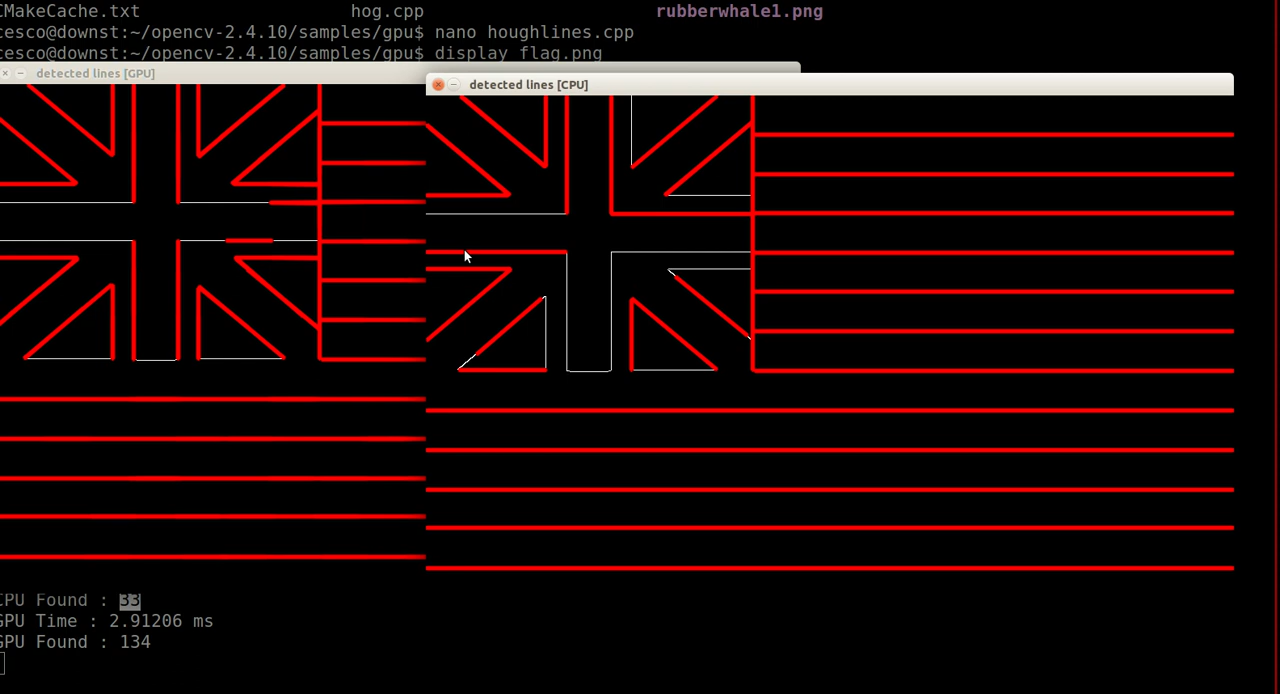 CMakeCache.txt hog.cpp rubberwhale1.png
cesco@downst:~/opencv-2.4.10/samples/gpu$ nano houghlines.cpp
cesco@downst:~/opencv-2.4.10/samples/gpu$ display flag.png
detected lines [GPU]
detected lines [CPU]
CPU Found : 33
GPU Time : 2.91206 ms
GPU Found : 134